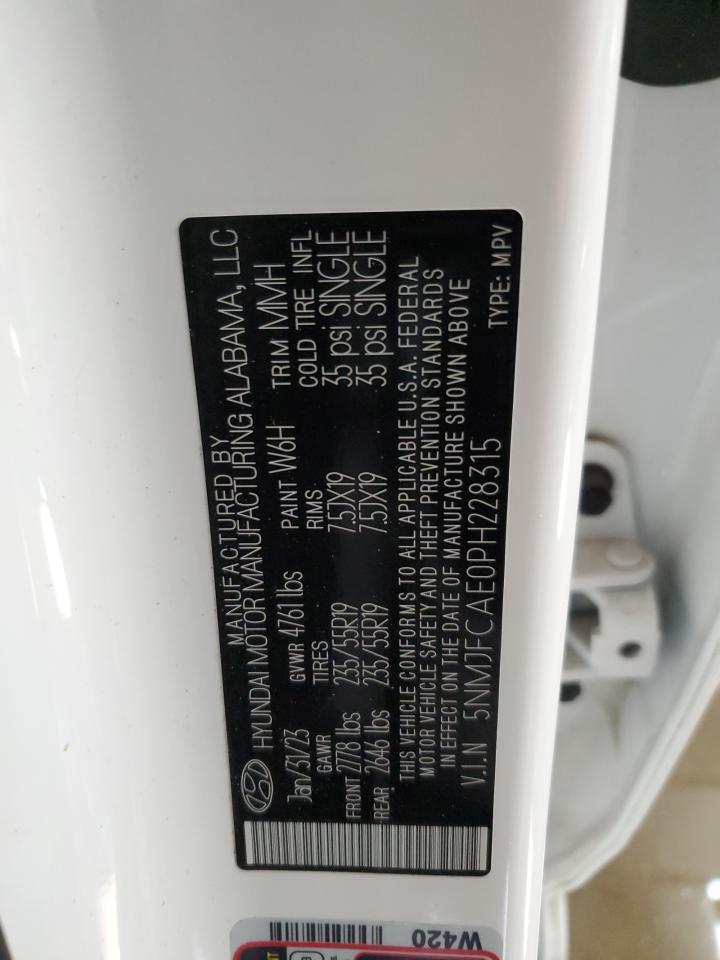 MANUFACTURED BY
HYUNDAI MOTOR MANUFACTURING ALABAMA, LLC
Jan/31/23 GVWR 4761 lbs PAINT W6H TRIM MMH
GAWR TIRES RIMS COLD TIRE INFL
FRONT 2778 lbs 235/55R19 7.5JX19 35 psi SINGLE
REAR 2646 lbs 235/55R19 7.5JX19 35 psi SINGLE
THIS VEHICLE CONFORMS TO ALL APPLICABLE U.S.A. FEDERAL
MOTOR VEHICLE SAFETY AND THEFT PREVENTION STANDARDS
IN EFFECT ON THE DATE OF MANUFACTURE SHOWN ABOVE
V.I.N 5NMJFCAE0PH228315 TYPE: MPV
W420